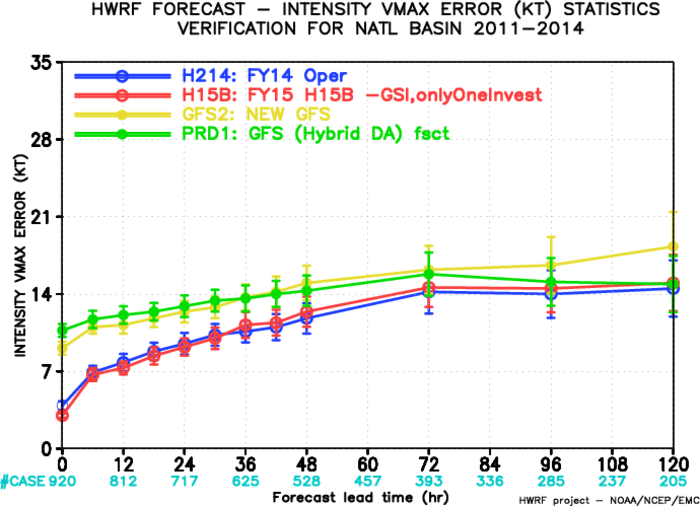 HWRF FORECAST – INTENSITY VMAX ERROR (KT) STATISTICS
VERIFICATION FOR NATL BASIN 2011–2014
H214: FY14 Oper
H15B: FY15 H15B –GSI,onlyOneInvest
GFS2: NEW GFS
PRD1: GFS (Hybrid DA) fsct
INTENSITY VMAX ERROR (KT)
35
28
21
14
7
0
0 12 24 36 48 60 72 84 96 108 120
#CASE 920 812 717 625 528 457 393 336 285 237 205
Forecast lead time (hr)
HWRF project – NOAA/NCEP/EMC